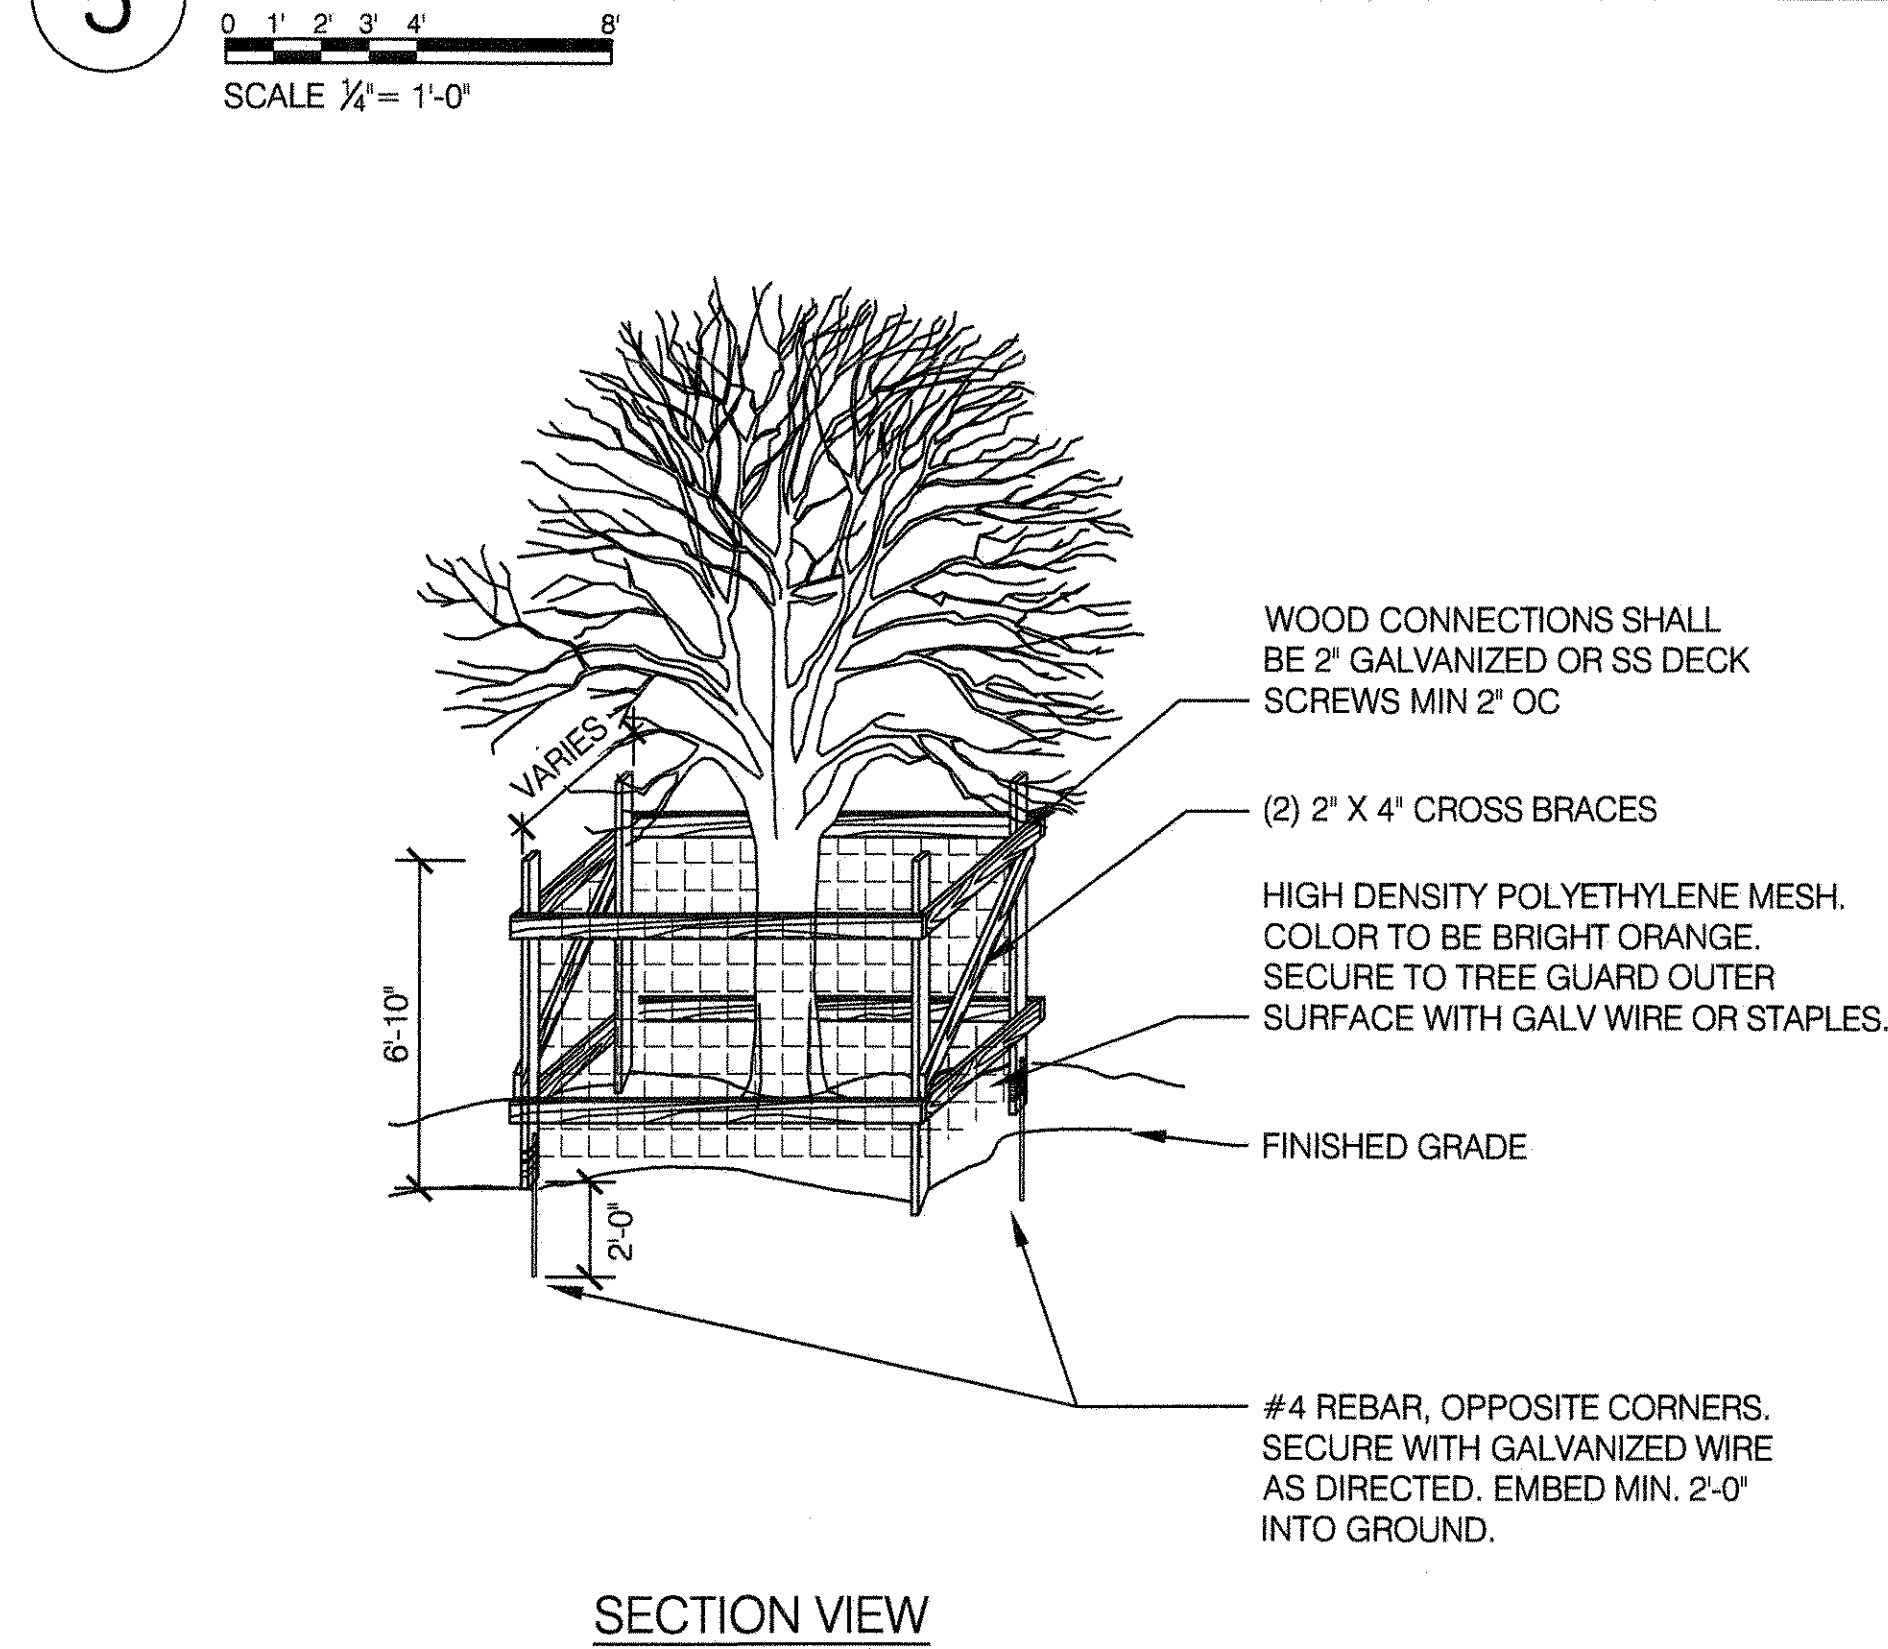 5
0 1' 2' 3' 4' 8'
SCALE 1/4" = 1'-0"
WOOD CONNECTIONS SHALL
BE 2" GALVANIZED OR SS DECK
SCREWS MIN 2" OC
VARIES
(2) 2" X 4" CROSS BRACES
HIGH DENSITY POLYETHYLENE MESH.
COLOR TO BE BRIGHT ORANGE.
SECURE TO TREE GUARD OUTER
SURFACE WITH GALV WIRE OR STAPLES.
6'-10"
FINISHED GRADE
2'-0"
#4 REBAR, OPPOSITE CORNERS.
SECURE WITH GALVANIZED WIRE
AS DIRECTED. EMBED MIN. 2'-0"
INTO GROUND.
SECTION VIEW